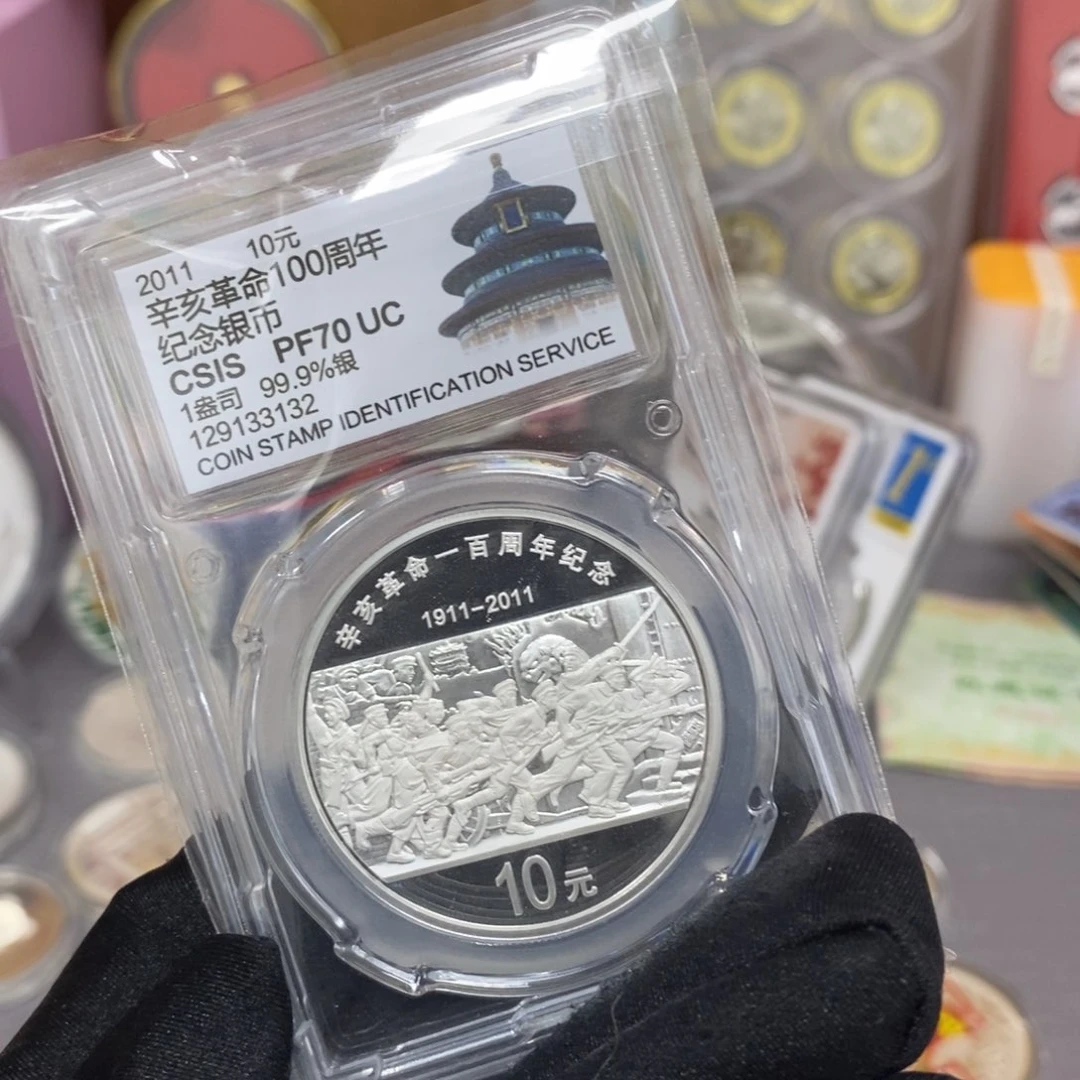 2011 10元
辛亥革命100周年
纪念银币
CSIS PF70 UC
1盎司 99.9%银
129133132
COIN STAMP IDENTIFICATION SERVICE
辛亥革命一百周年纪念
1911-2011
10元